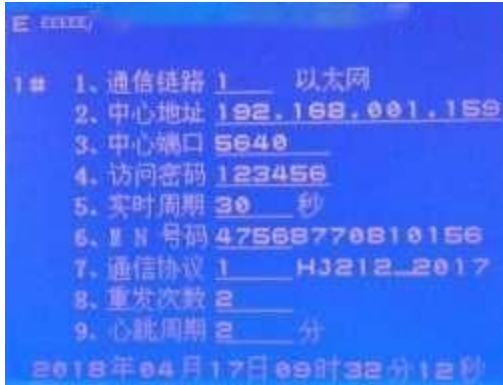 1# 1、通信链路 1 以太网
2、中心地址 192.168.001.159
3、中心端口 5640
4、访问密码 123456
5、实时周期 30 秒
6、M N 号码 47568770810156
7、通信协议 1 HJ212_2017
8、重发次数 2
9、心跳周期 2 分
2018年04月17日09时32分12秒